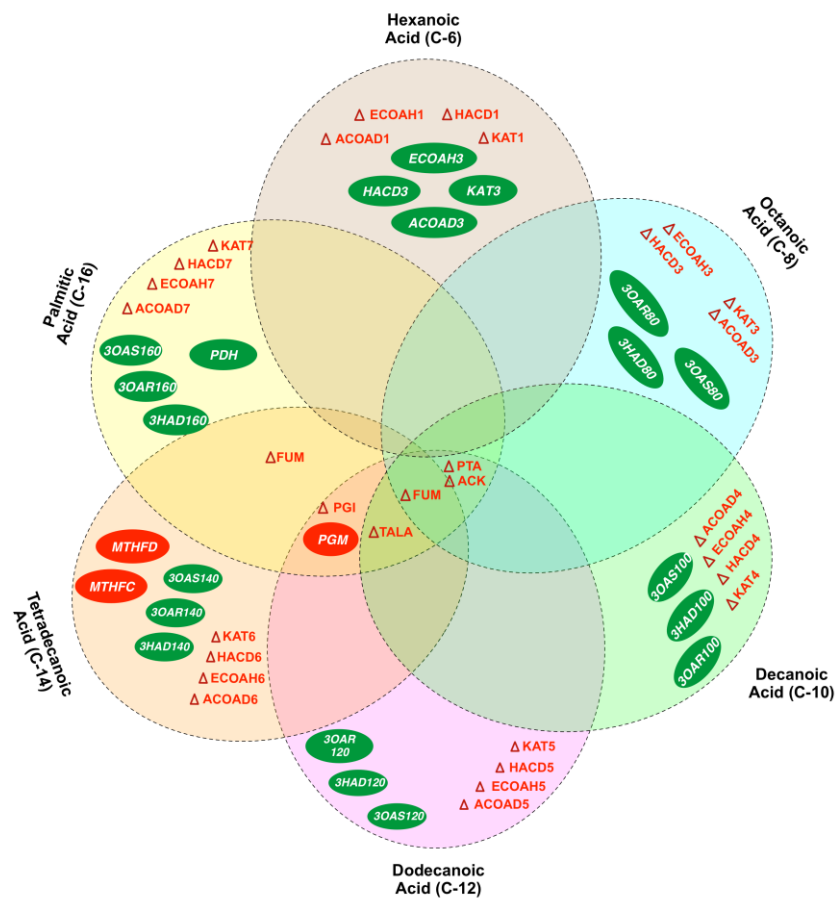 Hexanoic
Acid (C-6)
Δ ECOAH1
Δ HACD1
Δ ACOAD1
Δ KAT1
ECOAH3
HACD3
KAT3
ACOAD3
Octanoic
Acid (C-8)
Δ ECOAH3
Δ HACD3
Δ KAT3
Δ ACOAD3
3OAR80
3HAD80
3OAS80
Palmitic
Acid (C-16)
Δ KAT7
Δ HACD7
Δ ECOAH7
Δ ACOAD7
3OAS160
PDH
3OAR160
3HAD160
Δ FUM
Δ PTA
Δ ACK
Δ FUM
Δ PGI
Δ TALA
PGM
Δ ACOAD4
Δ ECOAH4
Δ HACD4
Δ KAT4
3OAS100
3HAD100
3OAR100
Decanoic
Acid (C-10)
MTHFD
MTHFC
3OAS140
3OAR140
3HAD140
Δ KAT6
Δ HACD6
Δ ECOAH6
Δ ACOAD6
Tetradecanoic
Acid (C-14)
3OAR
120
3HAD120
3OAS120
Δ KAT5
Δ HACD5
Δ ECOAH5
Δ ACOAD5
Dodecanoic
Acid (C-12)